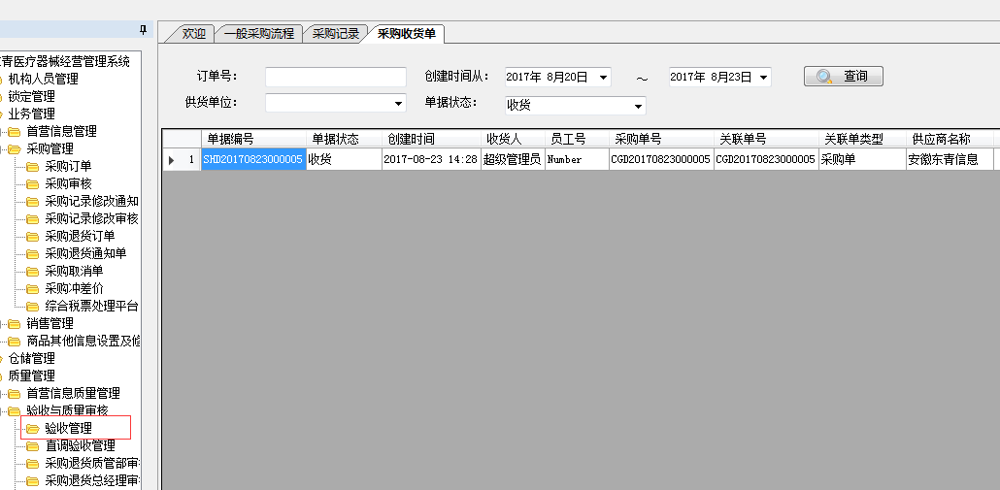 欢迎 一般采购流程 采购记录 采购收货单
青医疗器械经营管理系统
机构人员管理
锁定管理
业务管理
首营信息管理
采购管理
采购订单
采购审核
采购记录修改通知
采购记录修改审核
采购退货订单
采购退货通知单
采购取消单
采购冲差价
综合税票处理平台
销售管理
商品其他信息设置及修
仓储管理
质量管理
首营信息质量管理
验收与质量审核
验收管理
直调验收管理
采购退货质管部审
采购退货总经理审
订单号： 创建时间从： 2017年 8月20日 ～ 2017年 8月23日 查询
供货单位： 单据状态： 收货
单据编号 单据状态 创建时间 收货人 员工号 采购单号 关联单号 关联单类型 供应商名称
1 SHD20170823000005 收货 2017-08-23 14:28 超级管理员 Number CGD20170823000005 CGD20170823000005 采购单 安徽东青信息